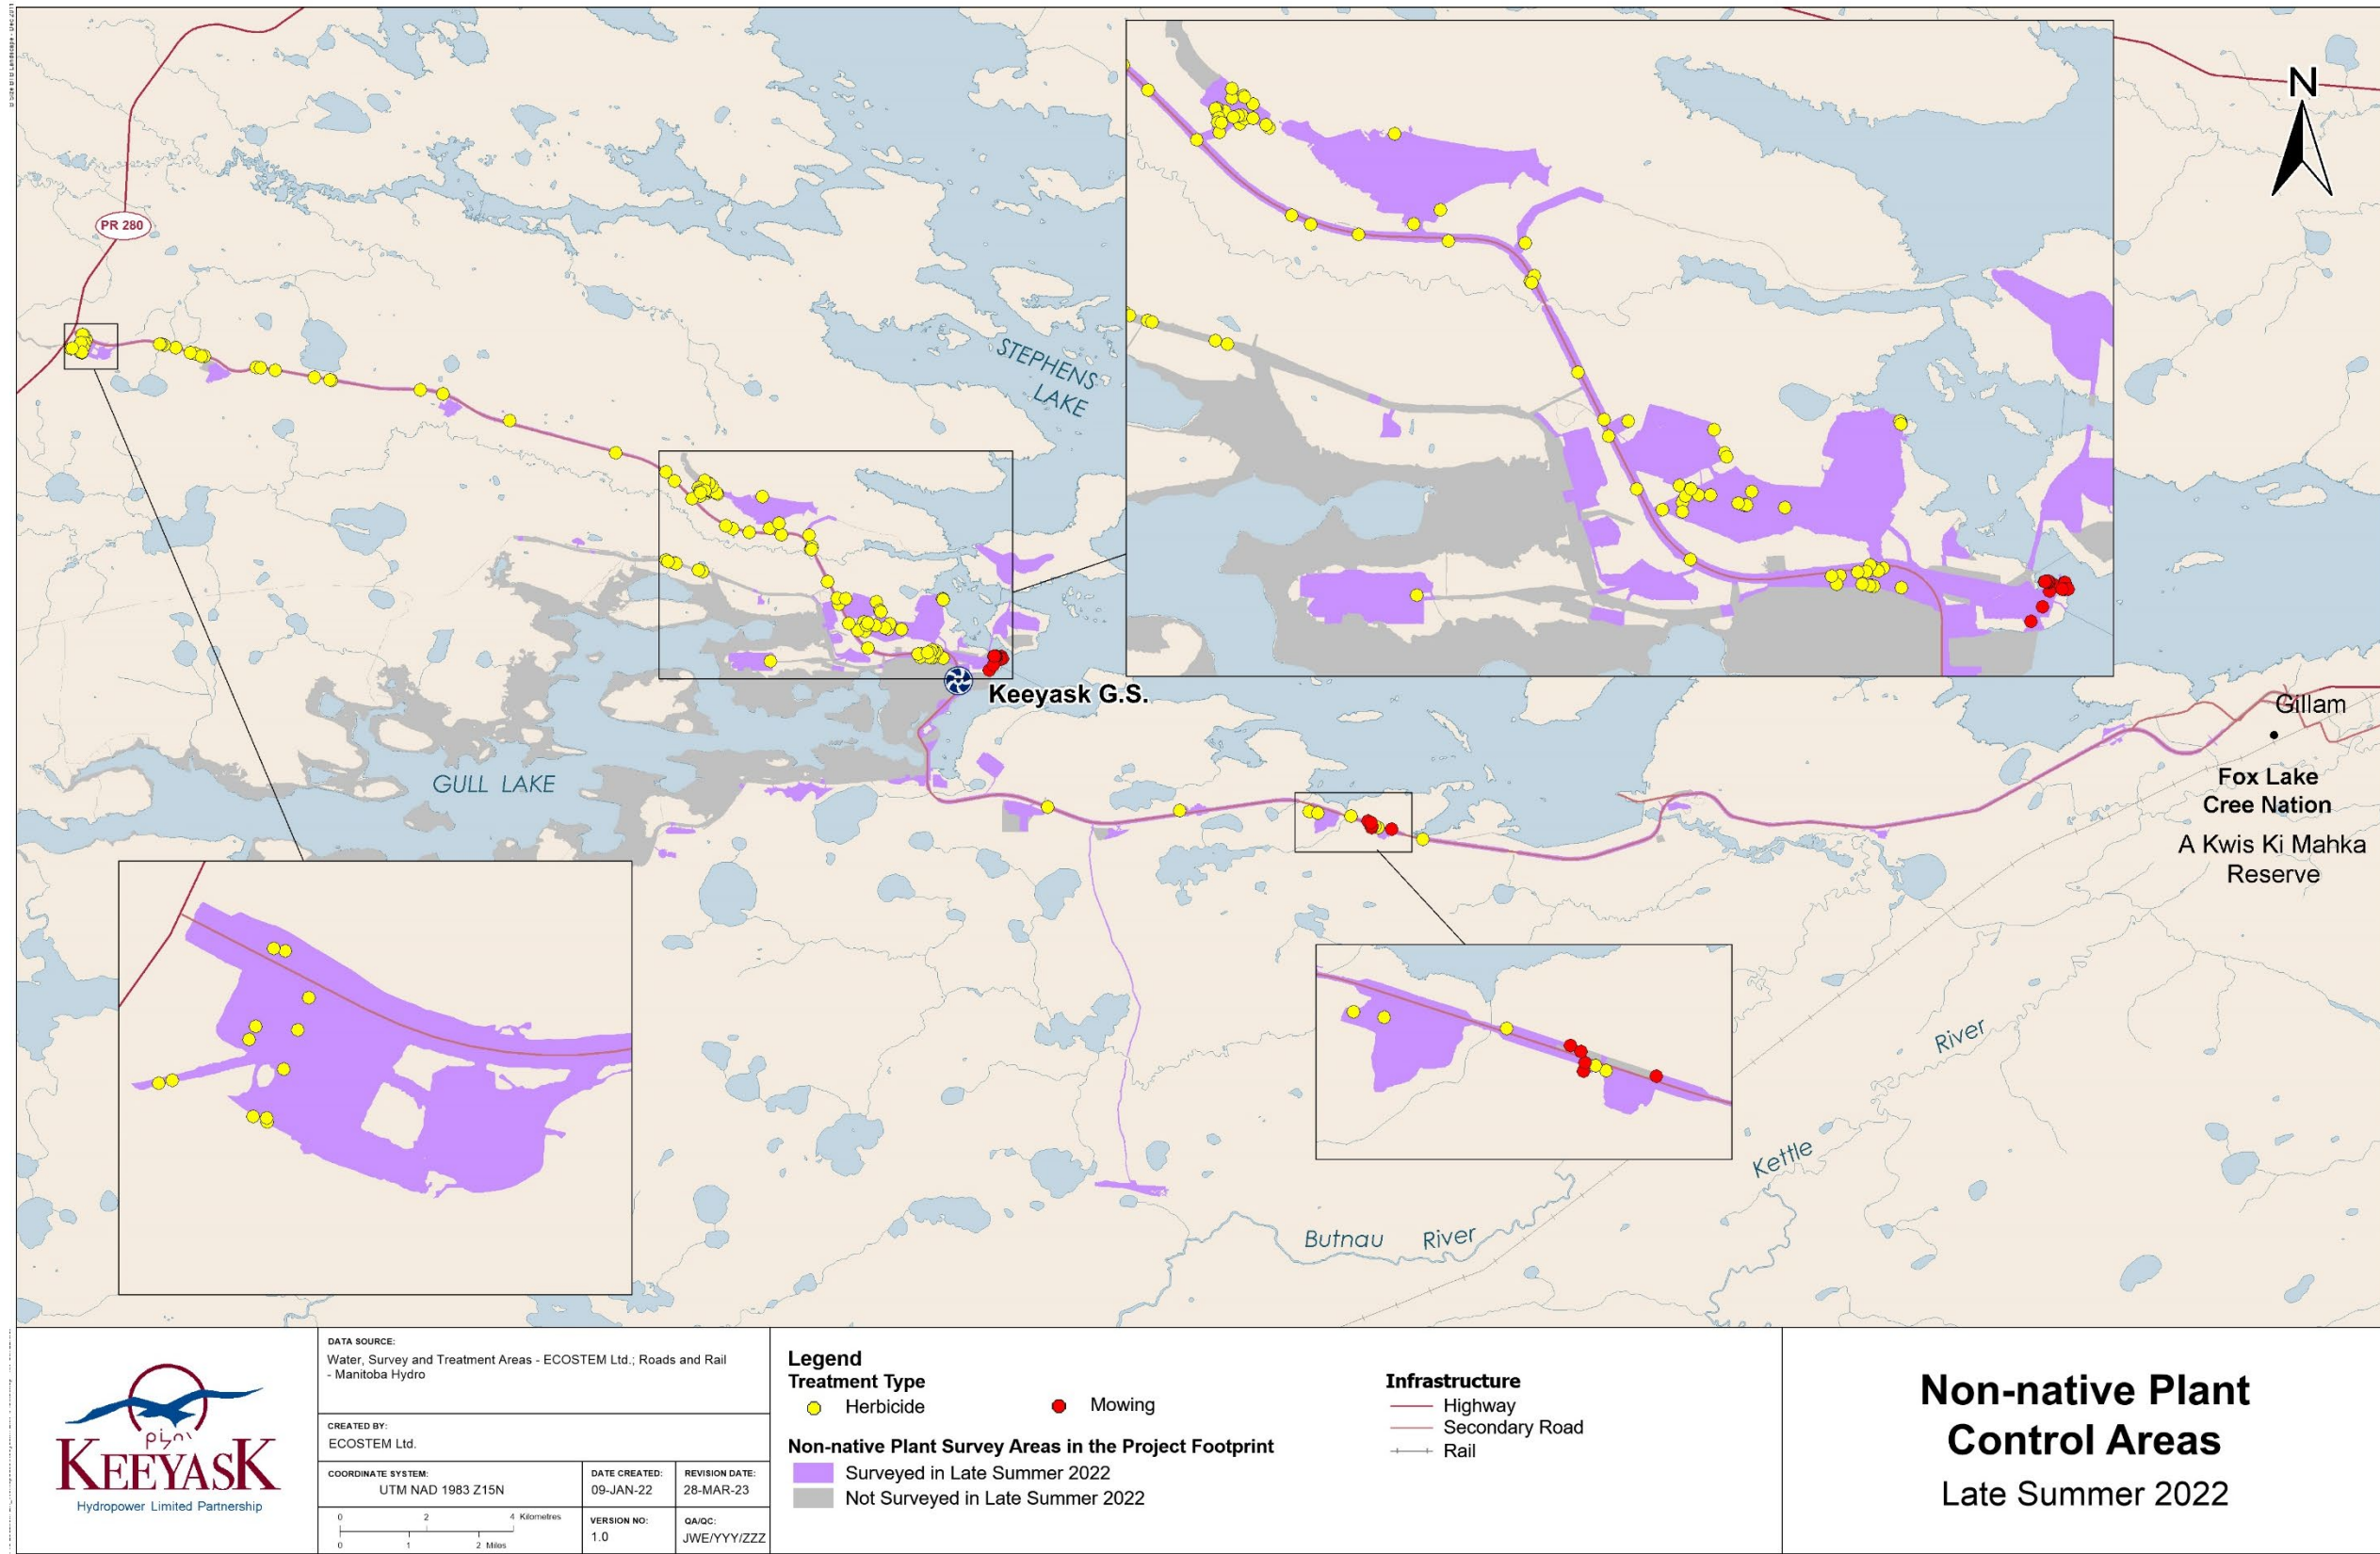 N
PR 280
STEPHENS
LAKE
Keeyask G.S.
Gillam
GULL LAKE
Fox Lake
Cree Nation
A Kwis Ki Mahka
Reserve
River
Kettle
Butnau River
KEEYASK
Hydropower Limited Partnership
DATA SOURCE:
Water, Survey and Treatment Areas - ECOSTEM Ltd.; Roads and Rail
- Manitoba Hydro
CREATED BY:
ECOSTEM Ltd.
COORDINATE SYSTEM:
UTM NAD 1983 Z15N
DATE CREATED:
09-JAN-22
REVISION DATE:
28-MAR-23
0 2 4 Kilometres
0 1 2 Miles
VERSION NO:
1.0
QA/QC:
JWE/YYY/ZZZ
Legend
Treatment Type
Herbicide
Mowing
Non-native Plant Survey Areas in the Project Footprint
Surveyed in Late Summer 2022
Not Surveyed in Late Summer 2022
Infrastructure
Highway
Secondary Road
Rail
Non-native Plant
Control Areas
Late Summer 2022